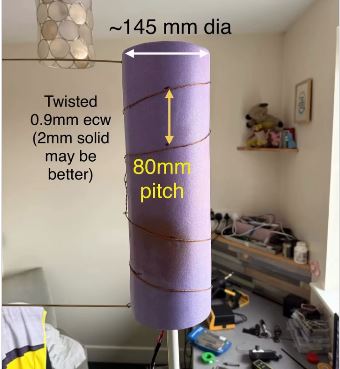 ~145 mm dia
Twisted
0.9mm ecw
(2mm solid
may be
better)
80mm
pitch